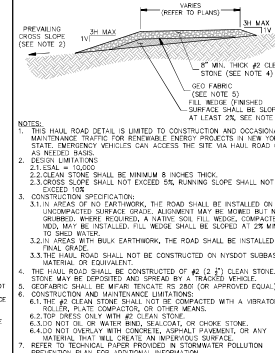 VARIES
(REFER TO PLANS)
PREVAILING
CROSS SLOPE
(SEE NOTE 2)
3H MAX
1V
3H MAX
1V
8" MIN. THICK #2 CLE
STONE (SEE NOTE 4)
GEO FABRIC
(SEE NOTE 5)
FILL WEDGE (FINISHED
SURFACE SHALL BE SLOP
AT LEAST 2%, SEE NOTE
NOTES:
1. THIS HAUL ROAD DETAIL IS LIMITED TO CONSTRUCTION AND OCCASIONA
MAINTENANCE TRAFFIC FOR RENEWABLE ENERGY PROJECTS IN NEW YOR
STATE. EMERGENCY VEHICLES CAN ACCESS THE SITE VIA HAUL ROAD O
AS NEEDED BASIS.
2. DESIGN LIMITATIONS
2.1. ESAL = 10,000
2.2. CLEAN STONE SHALL BE MINIMUM 8 INCHES THICK.
2.3. CROSS SLOPE SHALL NOT EXCEED 5%, RUNNING SLOPE SHALL NOT
EXCEED 10%
3. CONSTRUCTION SPECIFICATION:
3.1. IN AREAS OF NO EARTHWORK, THE ROAD SHALL BE INSTALLED ON
UNCOMPACTED SURFACE GRADE. ALIGNMENT MAY BE MOWED BUT N
GRUBBED. WHERE REQUIRED, A NATIVE SOIL FILL WEDGE, COMPACTE
MDD, MAY BE INSTALLED. FILL WEDGE SHALL BE SLOPED AT 2% MIN
TO SHED WATER.
3.2. IN AREAS WITH BULK EARTHWORK, THE ROAD SHALL BE INSTALLED
FINAL GRADE.
3.3. THE HAUL ROAD SHALL NOT BE CONSTRUCTED ON NYSDOT SUBBAS
MATERIAL OR EQUIVALENT.
4. THE HAUL ROAD SHALL BE CONSTRUCTED OF #2 CLEAN STONE.
STONE MAY BE DEPOSITED AND SPREAD BY A TRACKED VEHICLE.
5. GEOFABRIC SHALL BE MIFARI TENCATE RS 280I (OR APPROVED EQUAL)
6. CONSTRUCTION AND MAINTENANCE LIMITATIONS:
6.1. THE #2 CLEAN STONE SHALL NOT BE COMPACTED WITH A VIBRATOR
ROLLER, PLATE COMPACTOR, OR OTHER MEANS.
6.2. TOP DRESS ONLY WITH #2 CLEAN STONE.
6.3. DO NOT OIL OR WATER BIND, SEALCOAT, OR CHOKE STONE.
6.4. DO NOT OVERLAY WITH CONCRETE, ASPHALT PAVEMENT, OR ANY
MATERIAL THAT WILL CREATE AN IMPERVIOUS SURFACE.
7. REFER TO TECHNICAL PAPER PROVIDED IN STORMWATER POLLUTION
PREVENTION PLAN FOR ADDITIONAL INFORMATION